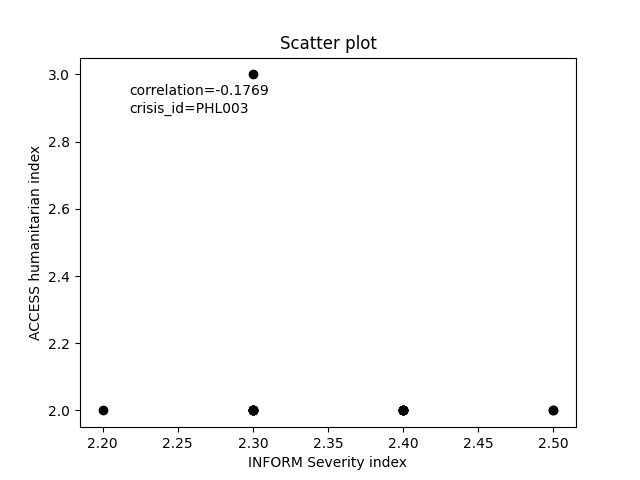 Scatter plot
3.0
correlation=-0.1769
crisis_id=PHL003
2.8
2.6
2.4
2.2
2.0
ACCESS humanitarian index
2.20 2.25 2.30 2.35 2.40 2.45 2.50
INFORM Severity index